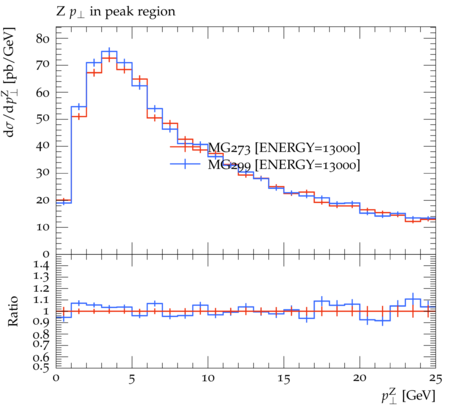 Z p⊥ in peak region
dσ/dp⊥^Z [pb/GeV]
80
70
60
50
40
30
20
10
0
MG273 [ENERGY=13000]
MG299 [ENERGY=13000]
Ratio
1.4
1.3
1.2
1.1
1
0.9
0.8
0.7
0.6
0.5
0 5 10 15 20 25
p⊥^Z [GeV]